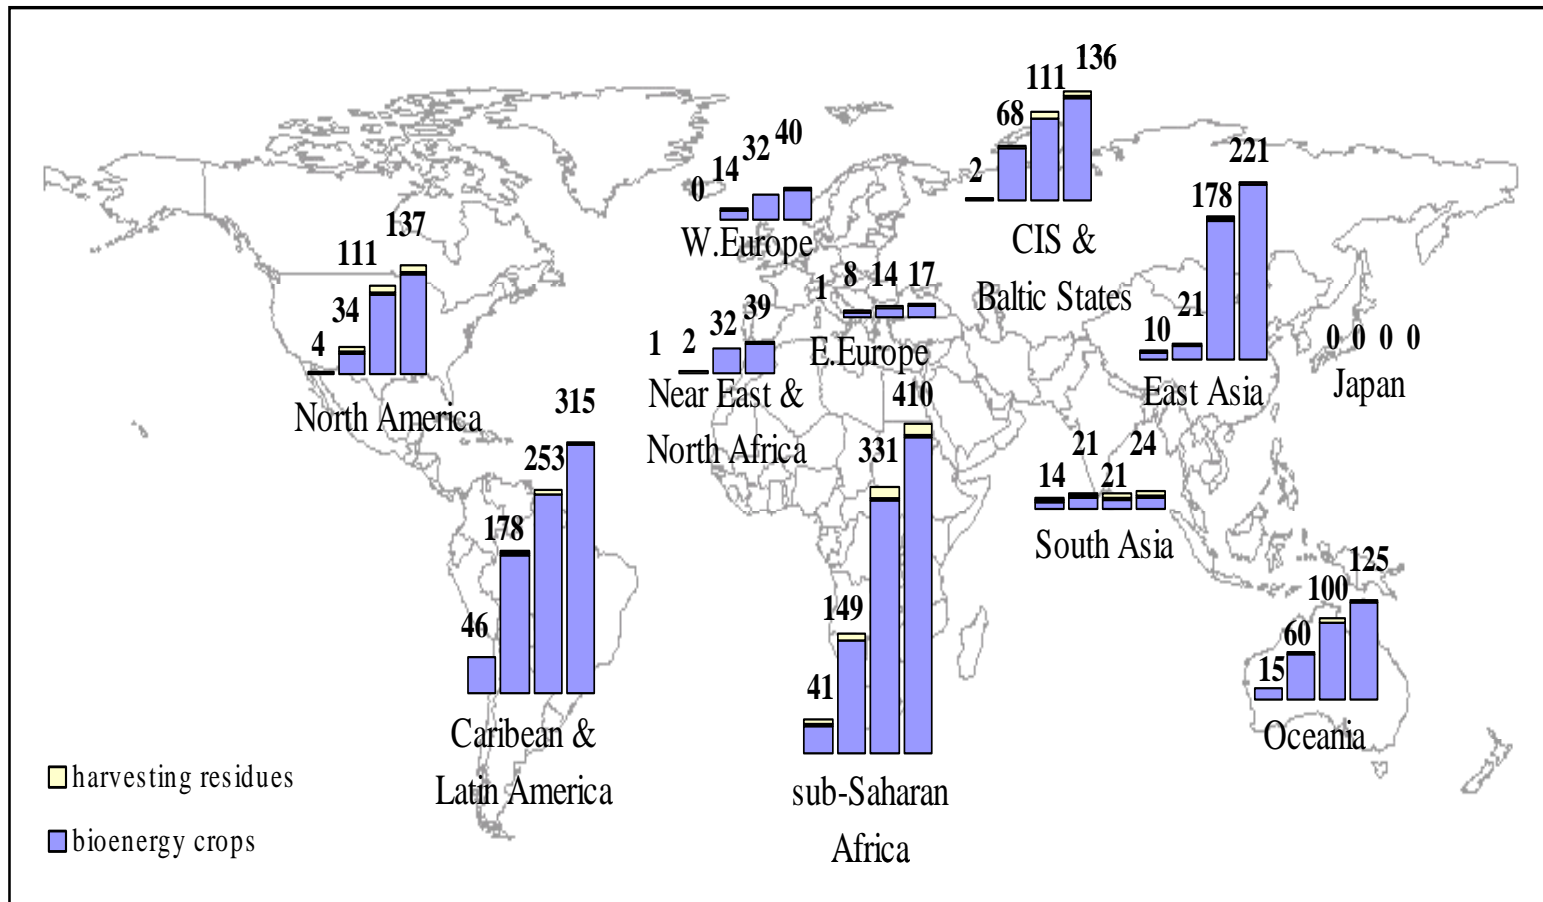 136
111
68
2
40
32
14
0
W.Europe
CIS &
Baltic States
221
178
21
10
East Asia
0 0 0 0
Japan
137
111
34
4
North America
17
14
8
1
E.Europe
39
32
2
1
Near East &
North Africa
315
253
178
46
Caribean &
Latin America
410
331
149
41
sub-Saharan
Africa
24
21
21
14
South Asia
125
100
60
15
Oceania
harvesting residues
bioenergy crops